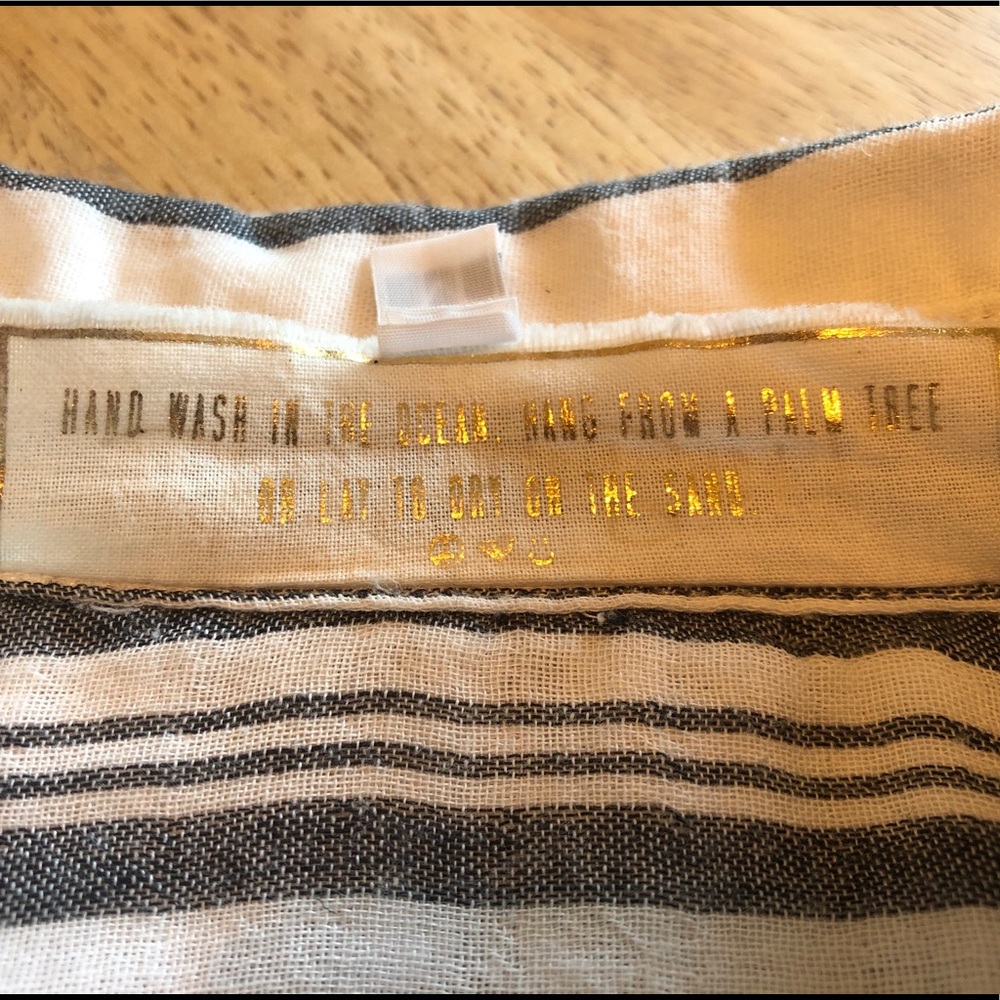 HAND WASH IN THE OCEAN. HANG FROM A PALM TREE
OR LAY TO DRY ON THE SAND.